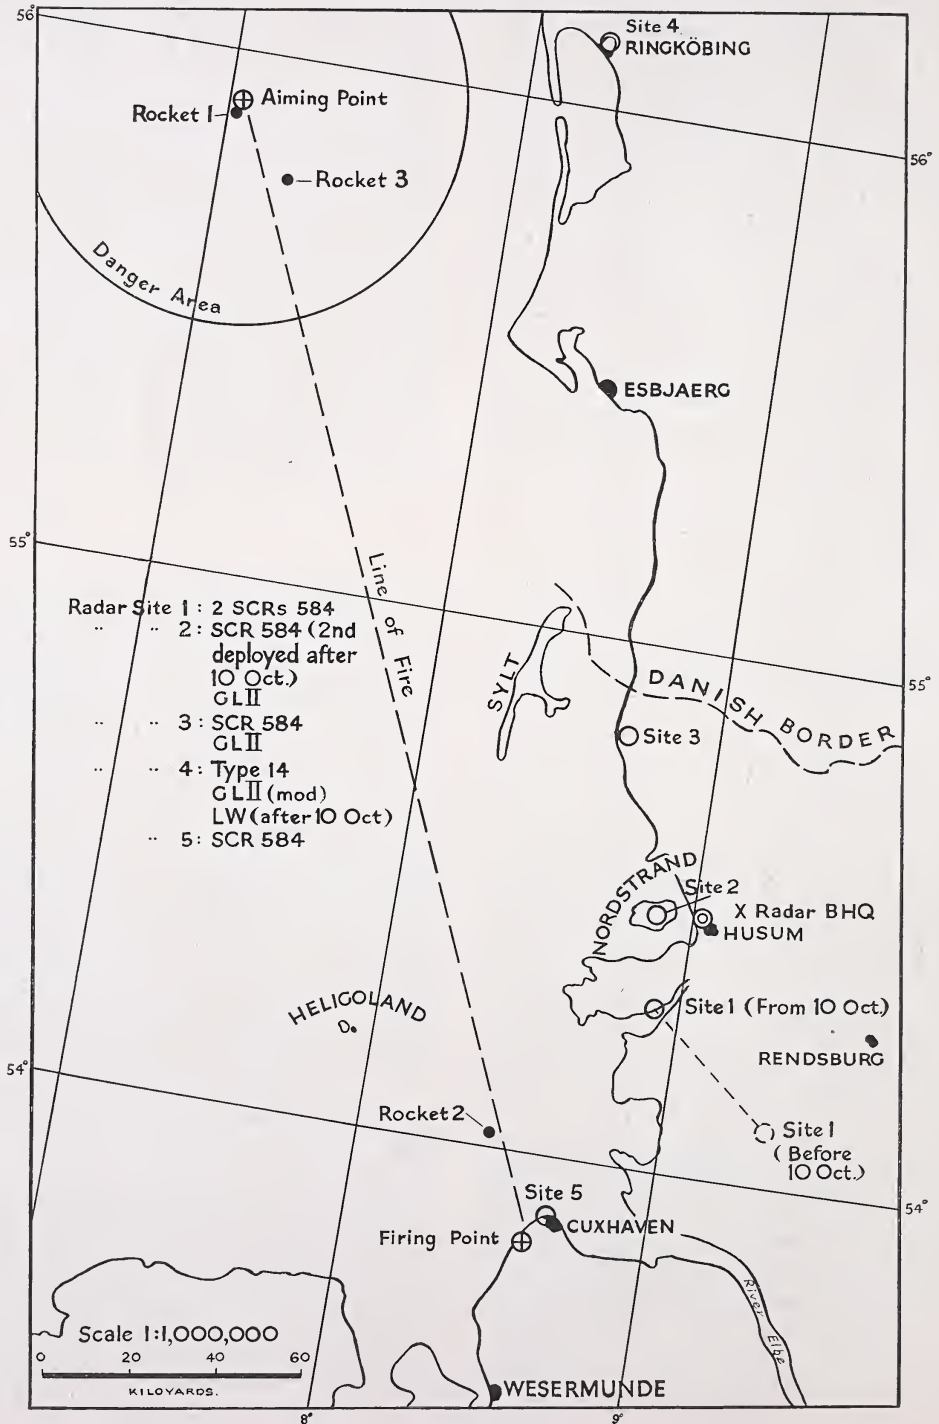 56°
Site 4
RINGKÖBING
Aiming Point
Rocket 1
56°
Rocket 3
Danger Area
ESBJAERG
55°
Line of Fire
Radar Site 1: 2 SCRs 584
" " 2: SCR 584 (2nd
deployed after
10 Oct.)
GL II
" " 3: SCR 584
GL II
" " 4: Type 14
GL II (mod)
LW (after 10 Oct)
" 5: SCR 584
SYLT
DANISH BORDER
55°
Site 3
NORDSTRAND
Site 2
X Radar BHQ
HUSUM
HELIGOLAND
Site 1 (From 10 Oct.)
RENDSBURG
54°
Rocket 2
Site 1
(Before
10 Oct.)
Site 5
54°
CUXHAVEN
Firing Point
River Elbe
Scale 1:1,000,000
0 20 40 60
KILOYARDS.
WESERMUNDE
8° 9°